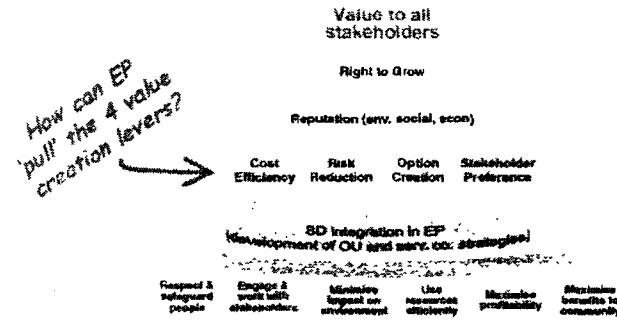 Value to all
stakeholders
Right to Grow
Reputation (env. social, econ)
How can EP
'pull' the 4 value
creation levers?
Cost
Efficiency
Risk
Reduction
Option
Creation
Stakeholder
Preference
SD Integration in EP
(development of OU and serv. co. strategies)
Respect &
safeguard
people
Engage &
work with
stakeholders
Minimise
impact on
environment
Use
resources
efficiently
Maximise
profitability
Maximise
benefits to
community